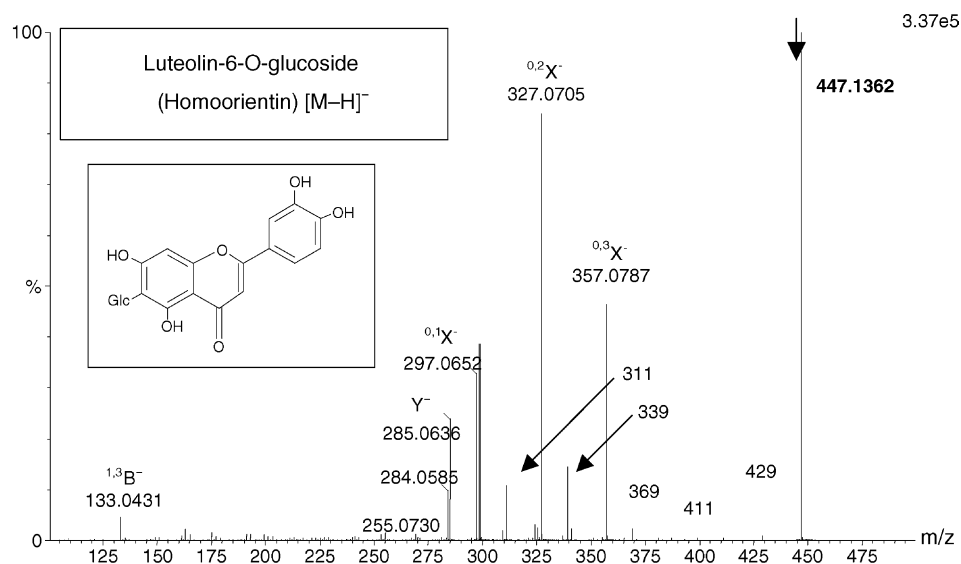 3.37e5
100
Luteolin-6-O-glucoside
(Homoorientin) [M–H]⁻
0,2X-
327.0705
447.1362
OH
OH
HO
O
Glc
OH
O
0,3X-
357.0787
%
0,1X-
297.0652
311
Y⁻
285.0636
339
1,3B⁻
133.0431
284.0585
429
369
411
255.0730
0
125 150 175 200 225 250 275 300 325 350 375 400 425 450 475
m/z